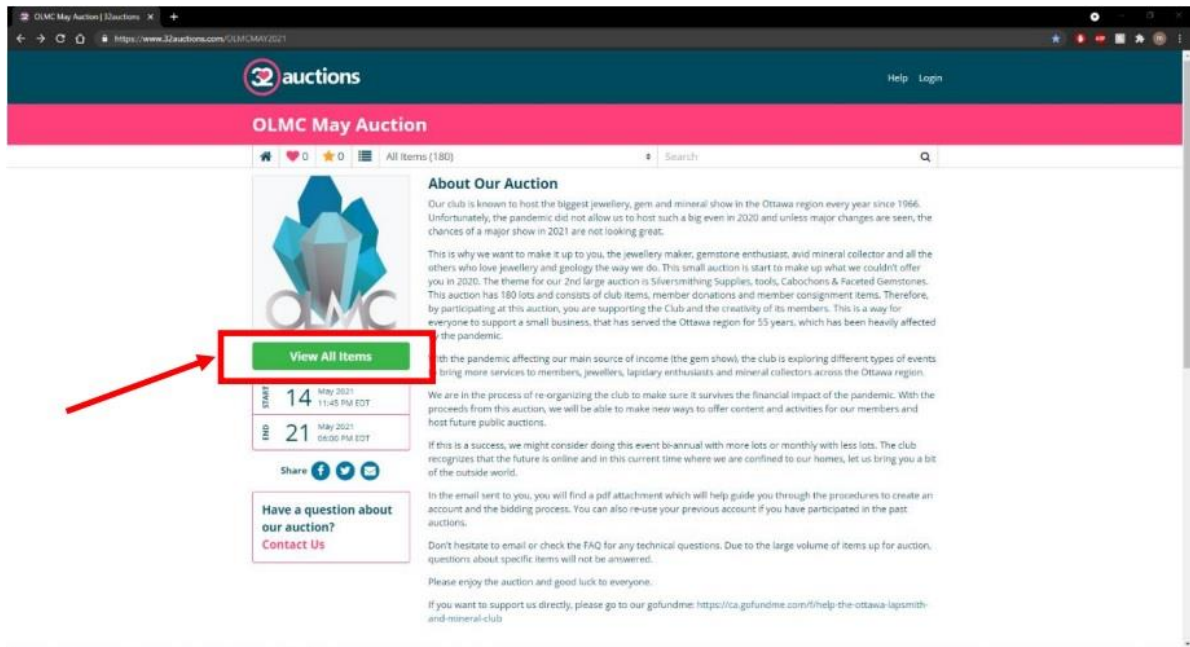 OLMC May Auction | 32auctions
https://www.32auctions.com/OLMCMAY2021
32 auctions
Help Login
OLMC May Auction
0 0 All Items (180) Search
OLMC
View All Items
START 14 May 2021
11:45 PM EDT
END 21 May 2021
06:00 PM EDT
Share
Have a question about
our auction?
Contact Us
About Our Auction
Our club is known to host the biggest jewellery, gem and mineral show in the Ottawa region every year since 1966.
Unfortunately, the pandemic did not allow us to host such a big even in 2020 and unless major changes are seen, the
chances of a major show in 2021 are not looking great.
This is why we want to make it up to you, the jewellery maker, gemstone enthusiast, avid mineral collector and all the
others who love jewellery and geology the way we do. This small auction is start to make up what we couldn't offer
you in 2020. The theme for our 2nd large auction is Silversmithing Supplies, tools, Cabochons & Faceted Gemstones.
This auction has 180 lots and consists of club items, member donations and member consignment items. Therefore,
by participating at this auction, you are supporting the Club and the creativity of its members. This is a way for
everyone to support a small business, that has served the Ottawa region for 55 years, which has been heavily affected
by the pandemic.
With the pandemic affecting our main source of income (the gem show), the club is exploring different types of events
to bring more services to members, jewellers, lapidary enthusiasts and mineral collectors across the Ottawa region.
We are in the process of re-organizing the club to make sure it survives the financial impact of the pandemic. With the
proceeds from this auction, we will be able to make new ways to offer content and activities for our members and
host future public auctions.
If this is a success, we might consider doing this event bi-annual with more lots or monthly with less lots. The club
recognizes that the future is online and in this current time where we are confined to our homes, let us bring you a bit
of the outside world.
In the email sent to you, you will find a pdf attachment which will help guide you through the procedures to create an
account and the bidding process. You can also re-use your previous account if you have participated in the past
auctions.
Don't hesitate to email or check the FAQ for any technical questions. Due to the large volume of items up for auction,
questions about specific items will not be answered.
Please enjoy the auction and good luck to everyone.
If you want to support us directly, please go to our gofundme: https://ca.gofundme.com/f/help-the-ottawa-lapsmith-
and-mineral-club